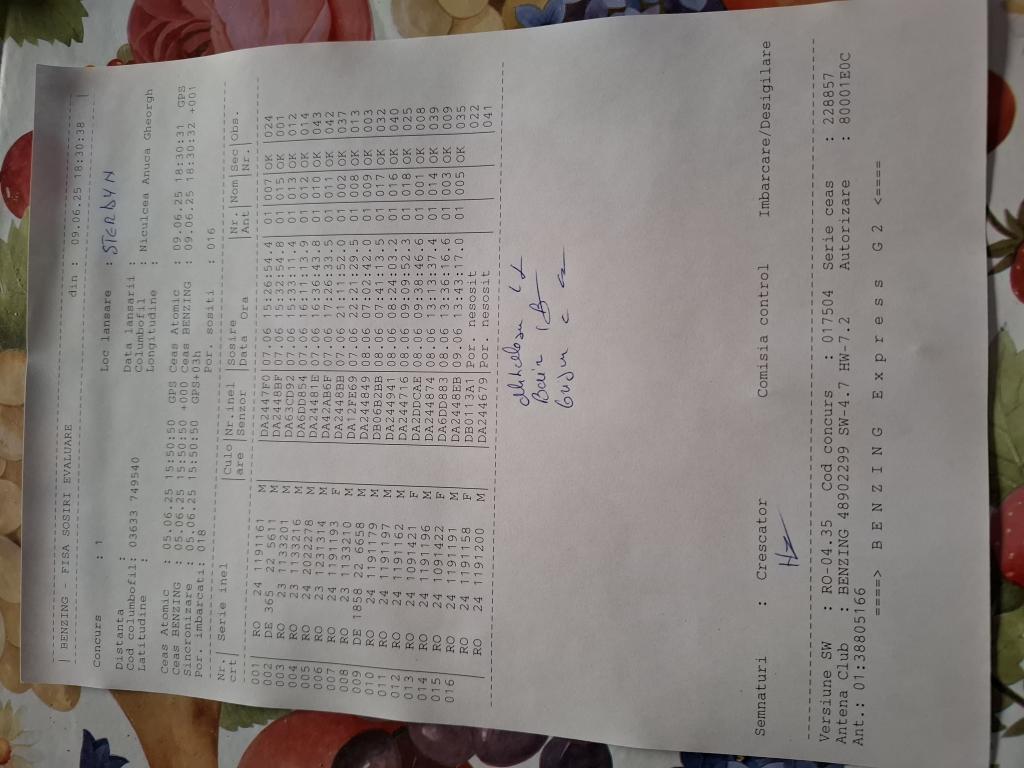 | BENZING - FISA SOSIRI EVALUARE din : 09.06.25 18:30:38 |
Concurs : 1 Loc lansare : STERDYN
Distanta : Data lansarii :
Cod columbofil: 03633 749540 Columbofil : Niculcea Anuca Gheorgh
Latitudine : Longitudine :
Ceas Atomic : 05.06.25 15:50:50 GPS Ceas Atomic : 09.06.25 18:30:31 GPS
Ceas BENZING : 05.06.25 15:50:50 +000 Ceas BENZING : 09.06.25 18:30:32 +001
Sincronizare : 05.06.25 15:50:50 GPS+03h
Por. imbarcati: 018 Por. sositi : 016
Nr.| Serie inel |Culo|Nr.inel |Sosire |Nr.|Nom|Sec|Obs.
crt |are |Senzor |Data Ora |Ant| |Nr.|
001 RO 24 1191161 M DA2447F0 07.06 15:26:54.4 01 007 OK 024
002 DE 365 22 5611 M DA2448BF 07.06 15:32:28.8 01 015 OK 001
003 RO 23 1133201 M DA63CD92 07.06 15:33:11.4 01 013 OK 012
004 RO 23 1133216 M DA6DD854 07.06 16:11:13.9 01 012 OK 014
005 RO 24 2022278 M DA24481E 07.06 16:36:43.8 01 010 OK 043
006 RO 23 1231314 M DA42AB6F 07.06 17:26:33.5 01 011 OK 042
007 RO 24 1191193 F DA2448BB 07.06 21:11:52.0 01 002 OK 037
008 RO 23 1133210 M DA12FE69 07.06 22:21:29.5 01 008 OK 013
009 DE 1858 22 6658 M DA244849 08.06 07:02:42.0 01 009 OK 003
010 RO 24 1191179 M DB06B2BB 08.06 07:41:13.3 01 017 OK 032
011 RO 24 1191197 M DA244941 08.06 08:24:03.2 01 016 OK 040
012 RO 24 1191162 M DA244716 08.06 09:09:52.3 01 018 OK 025
013 RO 24 1091421 F DA2DDCAE 08.06 09:38:46.6 01 001 OK 008
014 RO 24 1191196 M DA244874 08.06 13:13:37.4 01 014 OK 039
015 RO 24 1091422 F DA6DD883 09.06 13:36:16.6 01 003 OK 009
016 RO 24 1191191 M DA2448EB 09.06 13:43:17.0 01 005 OK 035
RO 24 1191158 F DB0113A1 Por. nesosit 022
RO 24 1191200 M DA244679 Por. nesosit 041
Semnaturi : Crescator Comisia control Imbarcare/Desigilare
Versiune SW : RO-04.35 Cod concurs : 017504 Serie ceas : 228657
Antena Club : BENZING 48902299 SW-4.7 HW-7.2 Autorizare : 80001E0C
Ant.: 01:38805166
====> B E N Z I N G E x p r e s s G 2 <====